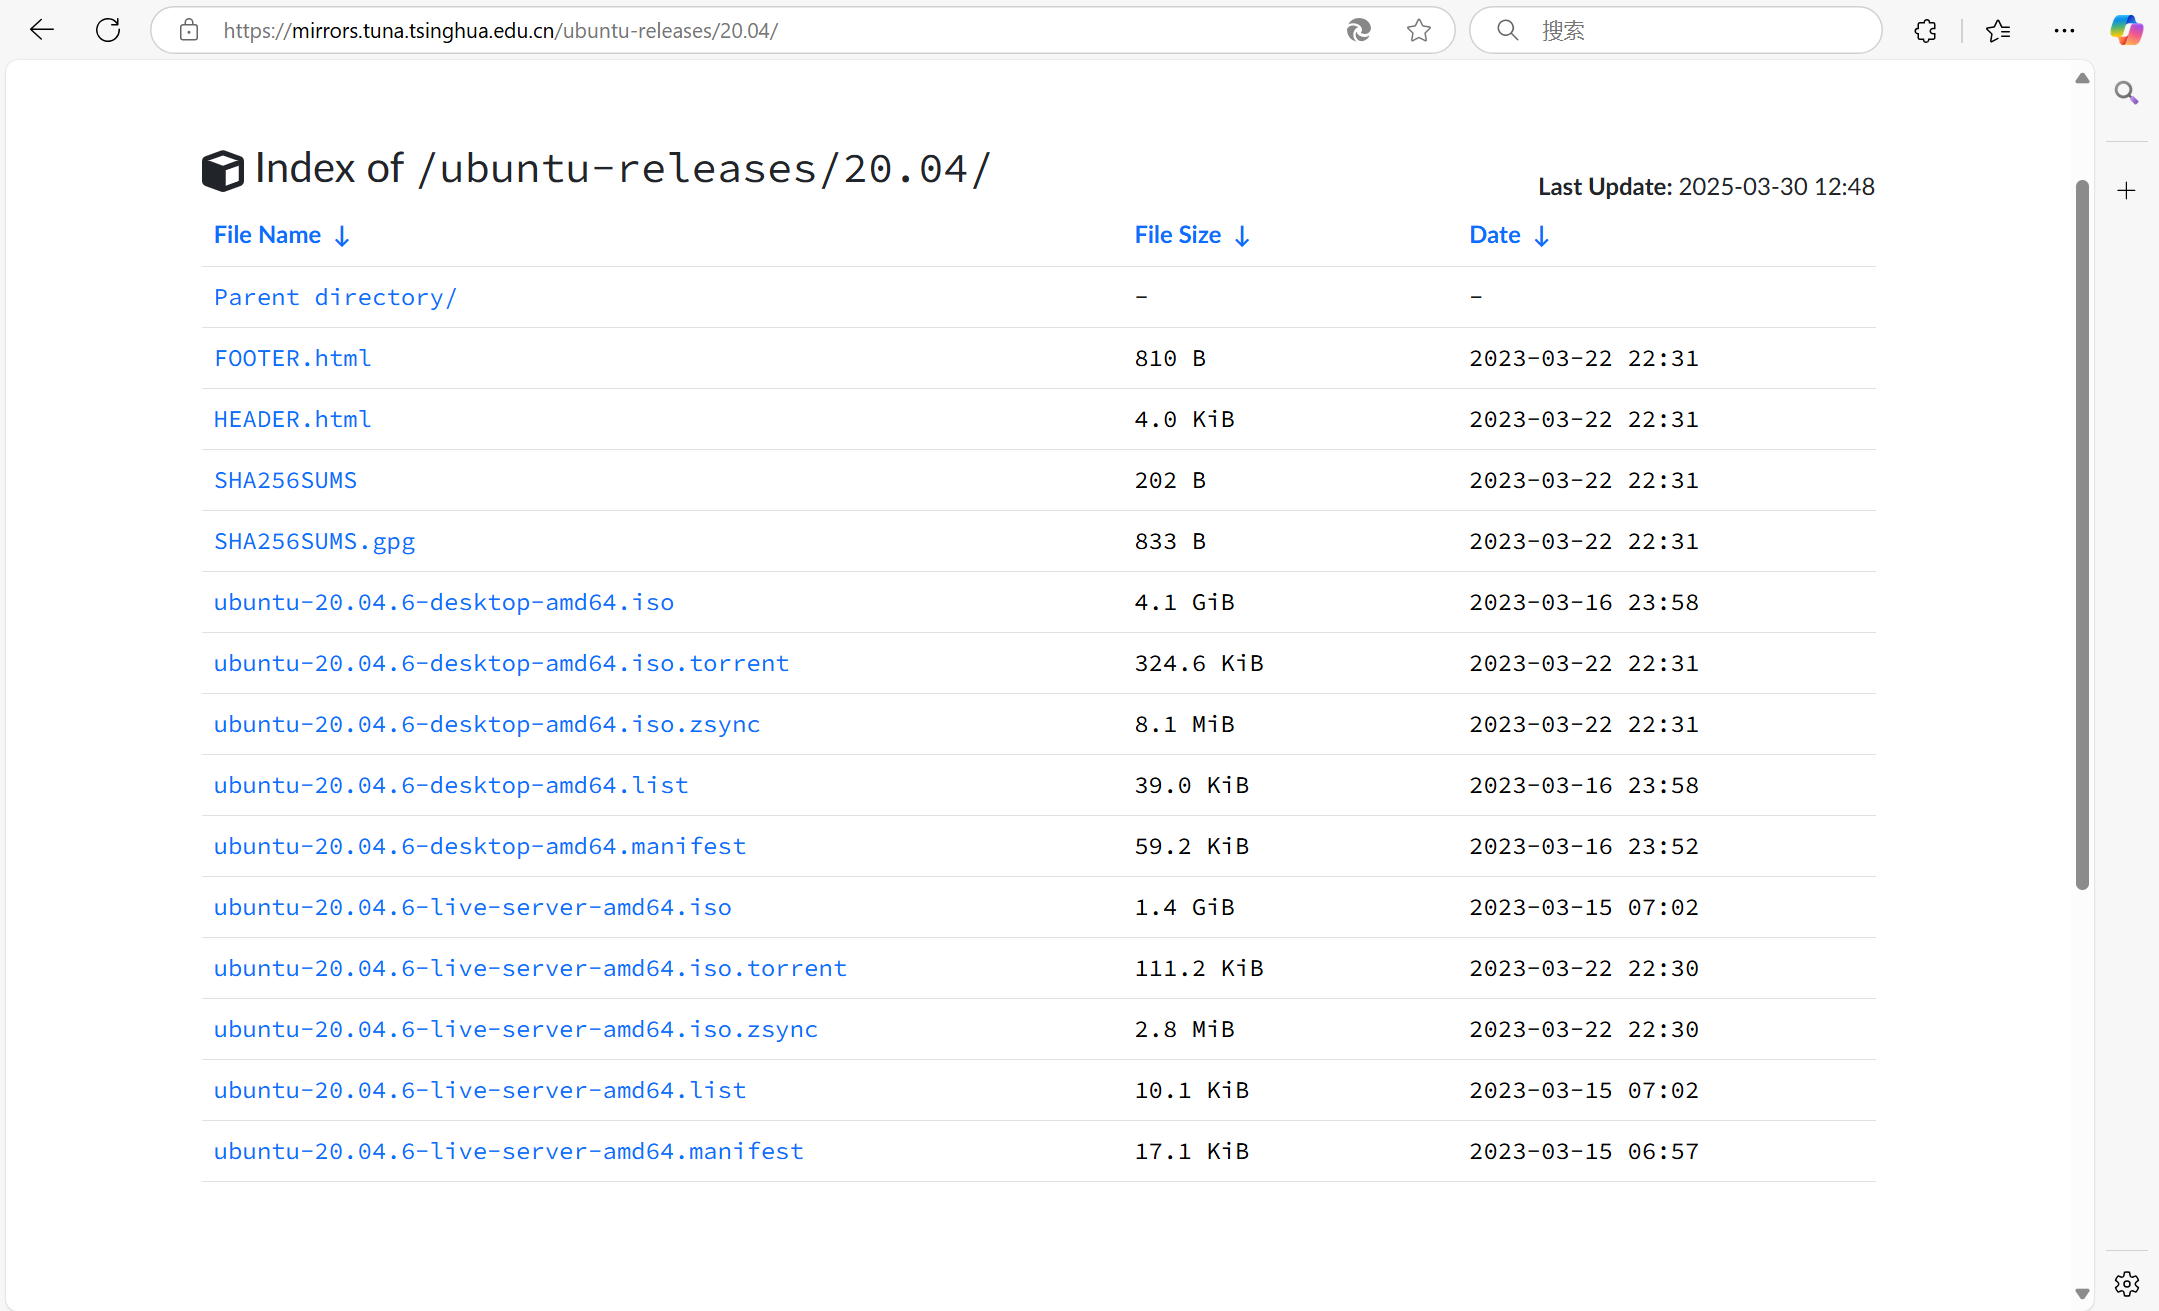 https://mirrors.tuna.tsinghua.edu.cn/ubuntu-releases/20.04/ 搜索
Index of /ubuntu-releases/20.04/
Last Update: 2025-03-30 12:48
File Name ↓ File Size ↓ Date ↓
Parent directory/ - -
FOOTER.html 810 B 2023-03-22 22:31
HEADER.html 4.0 KiB 2023-03-22 22:31
SHA256SUMS 202 B 2023-03-22 22:31
SHA256SUMS.gpg 833 B 2023-03-22 22:31
ubuntu-20.04.6-desktop-amd64.iso 4.1 GiB 2023-03-16 23:58
ubuntu-20.04.6-desktop-amd64.iso.torrent 324.6 KiB 2023-03-22 22:31
ubuntu-20.04.6-desktop-amd64.iso.zsync 8.1 MiB 2023-03-22 22:31
ubuntu-20.04.6-desktop-amd64.list 39.0 KiB 2023-03-16 23:58
ubuntu-20.04.6-desktop-amd64.manifest 59.2 KiB 2023-03-16 23:52
ubuntu-20.04.6-live-server-amd64.iso 1.4 GiB 2023-03-15 07:02
ubuntu-20.04.6-live-server-amd64.iso.torrent 111.2 KiB 2023-03-22 22:30
ubuntu-20.04.6-live-server-amd64.iso.zsync 2.8 MiB 2023-03-22 22:30
ubuntu-20.04.6-live-server-amd64.list 10.1 KiB 2023-03-15 07:02
ubuntu-20.04.6-live-server-amd64.manifest 17.1 KiB 2023-03-15 06:57